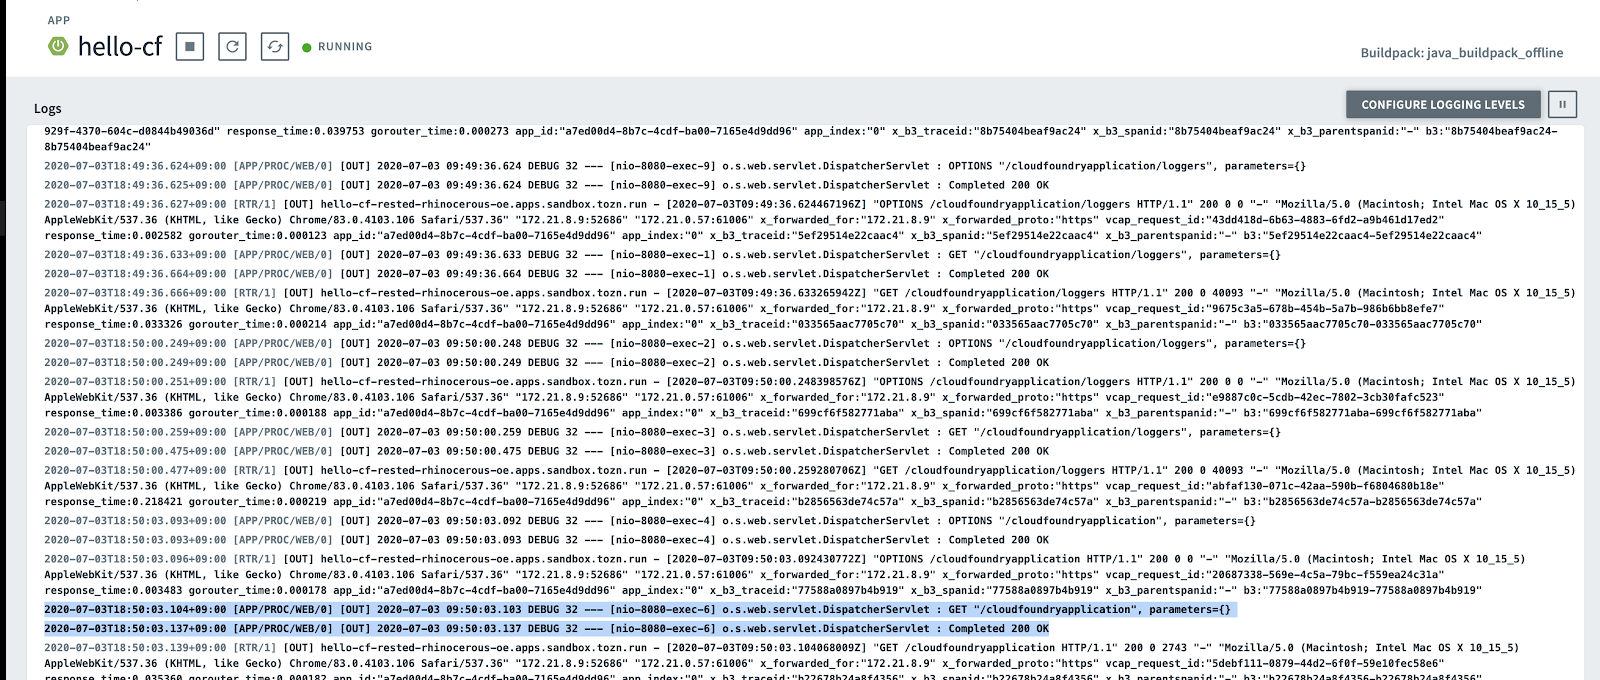 APP
hello-cf
RUNNING
Buildpack: java_buildpack_offline
Logs
CONFIGURE LOGGING LEVELS
929f-4370-604c-d0844b49036d" response_time:0.039753 gorouter_time:0.000273 app_id:"a7ed00d4-8b7c-4cdf-ba00-7165e4d9dd96" app_index:"0" x_b3_traceid:"8b75404beaf9ac24" x_b3_spanid:"8b75404beaf9ac24" x_b3_parentspanid:"-" b3:"8b75404beaf9ac24-
8b75404beaf9ac24"
2020-07-03T18:49:36.624+09:00 [APP/PROC/WEB/0] [OUT] 2020-07-03 09:49:36.624 DEBUG 32 --- [nio-8080-exec-9] o.s.web.servlet.DispatcherServlet : OPTIONS "/cloudfoundryapplication/loggers", parameters={}
2020-07-03T18:49:36.625+09:00 [APP/PROC/WEB/0] [OUT] 2020-07-03 09:49:36.624 DEBUG 32 --- [nio-8080-exec-9] o.s.web.servlet.DispatcherServlet : Completed 200 OK
2020-07-03T18:49:36.627+09:00 [RTR/1] [OUT] hello-cf-rested-rhinocerous-oe.apps.sandbox.tozn.run - [2020-07-03T09:49:36.624467196Z] "OPTIONS /cloudfoundryapplication/loggers HTTP/1.1" 200 0 0 "-" "Mozilla/5.0 (Macintosh; Intel Mac OS X 10_15_5)
AppleWebKit/537.36 (KHTML, like Gecko) Chrome/83.0.4103.106 Safari/537.36" "172.21.8.9:52686" "172.21.0.57:61006" x_forwarded_for:"172.21.8.9" x_forwarded_proto:"https" vcap_request_id:"43dd418d-6b63-4883-6fd2-a9b461d17ed2"
response_time:0.002582 gorouter_time:0.000123 app_id:"a7ed00d4-8b7c-4cdf-ba00-7165e4d9dd96" app_index:"0" x_b3_traceid:"5ef29514e22caac4" x_b3_spanid:"5ef29514e22caac4" x_b3_parentspanid:"-" b3:"5ef29514e22caac4-5ef29514e22caac4"
2020-07-03T18:49:36.633+09:00 [APP/PROC/WEB/0] [OUT] 2020-07-03 09:49:36.633 DEBUG 32 --- [nio-8080-exec-1] o.s.web.servlet.DispatcherServlet : GET "/cloudfoundryapplication/loggers", parameters={}
2020-07-03T18:49:36.664+09:00 [APP/PROC/WEB/0] [OUT] 2020-07-03 09:49:36.664 DEBUG 32 --- [nio-8080-exec-1] o.s.web.servlet.DispatcherServlet : Completed 200 OK
2020-07-03T18:49:36.666+09:00 [RTR/1] [OUT] hello-cf-rested-rhinocerous-oe.apps.sandbox.tozn.run - [2020-07-03T09:49:36.633265942Z] "GET /cloudfoundryapplication/loggers HTTP/1.1" 200 0 40093 "-" "Mozilla/5.0 (Macintosh; Intel Mac OS X 10_15_5)
AppleWebKit/537.36 (KHTML, like Gecko) Chrome/83.0.4103.106 Safari/537.36" "172.21.8.9:52686" "172.21.0.57:61006" x_forwarded_for:"172.21.8.9" x_forwarded_proto:"https" vcap_request_id:"9675c3a5-678b-454b-5a7b-986b6bb8efe7"
response_time:0.033326 gorouter_time:0.000214 app_id:"a7ed00d4-8b7c-4cdf-ba00-7165e4d9dd96" app_index:"0" x_b3_traceid:"033565aac7705c70" x_b3_spanid:"033565aac7705c70" x_b3_parentspanid:"-" b3:"033565aac7705c70-033565aac7705c70"
2020-07-03T18:50:00.249+09:00 [APP/PROC/WEB/0] [OUT] 2020-07-03 09:50:00.248 DEBUG 32 --- [nio-8080-exec-2] o.s.web.servlet.DispatcherServlet : OPTIONS "/cloudfoundryapplication/loggers", parameters={}
2020-07-03T18:50:00.249+09:00 [APP/PROC/WEB/0] [OUT] 2020-07-03 09:50:00.249 DEBUG 32 --- [nio-8080-exec-2] o.s.web.servlet.DispatcherServlet : Completed 200 OK
2020-07-03T18:50:00.251+09:00 [RTR/1] [OUT] hello-cf-rested-rhinocerous-oe.apps.sandbox.tozn.run - [2020-07-03T09:50:00.248398576Z] "OPTIONS /cloudfoundryapplication/loggers HTTP/1.1" 200 0 0 "-" "Mozilla/5.0 (Macintosh; Intel Mac OS X 10_15_5)
AppleWebKit/537.36 (KHTML, like Gecko) Chrome/83.0.4103.106 Safari/537.36" "172.21.8.9:52686" "172.21.0.57:61006" x_forwarded_for:"172.21.8.9" x_forwarded_proto:"https" vcap_request_id:"e9887c0c-5cdb-42ec-7802-3cb30fafc523"
response_time:0.003386 gorouter_time:0.000188 app_id:"a7ed00d4-8b7c-4cdf-ba00-7165e4d9dd96" app_index:"0" x_b3_traceid:"699cf6f582771aba" x_b3_spanid:"699cf6f582771aba" x_b3_parentspanid:"-" b3:"699cf6f582771aba-699cf6f582771aba"
2020-07-03T18:50:00.259+09:00 [APP/PROC/WEB/0] [OUT] 2020-07-03 09:50:00.259 DEBUG 32 --- [nio-8080-exec-3] o.s.web.servlet.DispatcherServlet : GET "/cloudfoundryapplication/loggers", parameters={}
2020-07-03T18:50:00.475+09:00 [APP/PROC/WEB/0] [OUT] 2020-07-03 09:50:00.475 DEBUG 32 --- [nio-8080-exec-3] o.s.web.servlet.DispatcherServlet : Completed 200 OK
2020-07-03T18:50:00.477+09:00 [RTR/1] [OUT] hello-cf-rested-rhinocerous-oe.apps.sandbox.tozn.run - [2020-07-03T09:50:00.259280706Z] "GET /cloudfoundryapplication/loggers HTTP/1.1" 200 0 40093 "-" "Mozilla/5.0 (Macintosh; Intel Mac OS X 10_15_5)
AppleWebKit/537.36 (KHTML, like Gecko) Chrome/83.0.4103.106 Safari/537.36" "172.21.8.9:52686" "172.21.0.57:61006" x_forwarded_for:"172.21.8.9" x_forwarded_proto:"https" vcap_request_id:"abfaf130-071c-42aa-590b-f6804680b18e"
response_time:0.218421 gorouter_time:0.000219 app_id:"a7ed00d4-8b7c-4cdf-ba00-7165e4d9dd96" app_index:"0" x_b3_traceid:"b2856563de74c57a" x_b3_spanid:"b2856563de74c57a" x_b3_parentspanid:"-" b3:"b2856563de74c57a-b2856563de74c57a"
2020-07-03T18:50:03.093+09:00 [APP/PROC/WEB/0] [OUT] 2020-07-03 09:50:03.092 DEBUG 32 --- [nio-8080-exec-4] o.s.web.servlet.DispatcherServlet : OPTIONS "/cloudfoundryapplication", parameters={}
2020-07-03T18:50:03.093+09:00 [APP/PROC/WEB/0] [OUT] 2020-07-03 09:50:03.093 DEBUG 32 --- [nio-8080-exec-4] o.s.web.servlet.DispatcherServlet : Completed 200 OK
2020-07-03T18:50:03.096+09:00 [RTR/1] [OUT] hello-cf-rested-rhinocerous-oe.apps.sandbox.tozn.run - [2020-07-03T09:50:03.092430772Z] "OPTIONS /cloudfoundryapplication HTTP/1.1" 200 0 0 "-" "Mozilla/5.0 (Macintosh; Intel Mac OS X 10_15_5)
AppleWebKit/537.36 (KHTML, like Gecko) Chrome/83.0.4103.106 Safari/537.36" "172.21.8.9:52686" "172.21.0.57:61006" x_forwarded_for:"172.21.8.9" x_forwarded_proto:"https" vcap_request_id:"20687338-569e-4c5a-79bc-f559ea24c31a"
response_time:0.003483 gorouter_time:0.000178 app_id:"a7ed00d4-8b7c-4cdf-ba00-7165e4d9dd96" app_index:"0" x_b3_traceid:"77588a0897b4b919" x_b3_spanid:"77588a0897b4b919" x_b3_parentspanid:"-" b3:"77588a0897b4b919-77588a0897b4b919"
2020-07-03T18:50:03.104+09:00 [APP/PROC/WEB/0] [OUT] 2020-07-03 09:50:03.103 DEBUG 32 --- [nio-8080-exec-6] o.s.web.servlet.DispatcherServlet : GET "/cloudfoundryapplication", parameters={}
2020-07-03T18:50:03.137+09:00 [APP/PROC/WEB/0] [OUT] 2020-07-03 09:50:03.137 DEBUG 32 --- [nio-8080-exec-6] o.s.web.servlet.DispatcherServlet : Completed 200 OK
2020-07-03T18:50:03.139+09:00 [RTR/1] [OUT] hello-cf-rested-rhinocerous-oe.apps.sandbox.tozn.run - [2020-07-03T09:50:03.104068009Z] "GET /cloudfoundryapplication HTTP/1.1" 200 0 2743 "-" "Mozilla/5.0 (Macintosh; Intel Mac OS X 10_15_5)
AppleWebKit/537.36 (KHTML, like Gecko) Chrome/83.0.4103.106 Safari/537.36" "172.21.8.9:52686" "172.21.0.57:61006" x_forwarded_for:"172.21.8.9" x_forwarded_proto:"https" vcap_request_id:"5debf111-0879-44d2-6f0f-59e10fec58e6"
response_time:0.035360 gorouter_time:0.000182 app_id:"a7ed00d4-8b7c-4cdf-ba00-7165e4d9dd96" app_index:"0" x_b3_traceid:"b22678b24a8f4356" x_b3_spanid:"b22678b24a8f4356" x_b3_parentspanid:"-" b3:"b22678b24a8f4356-b22678b24a8f4356"